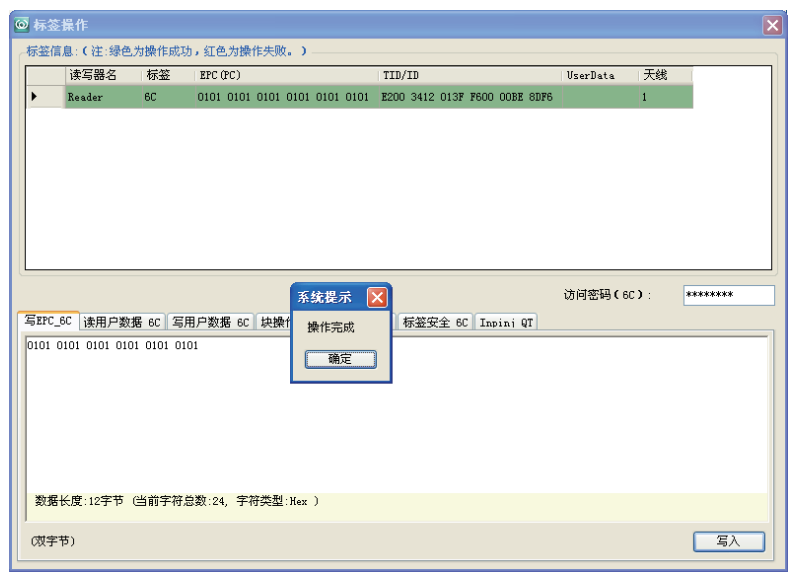 标签操作
标签信息:(注:绿色为操作成功，红色为操作失败。)
读写器名 标签 EPC(PC) TID/ID UserData 天线
Reader 6C 0101 0101 0101 0101 0101 0101 E200 3412 013F F600 00BE 8DF6 1
访问密码(6C): ********
系统提示
操作完成
确定
写EPC_6C 读用户数据 6C 写用户数据 6C 块操作 标签安全 6C Inpinj QT
0101 0101 0101 0101 0101 0101
数据长度:12字节 (当前字符总数:24, 字符类型:Hex )
(双字节)
写入